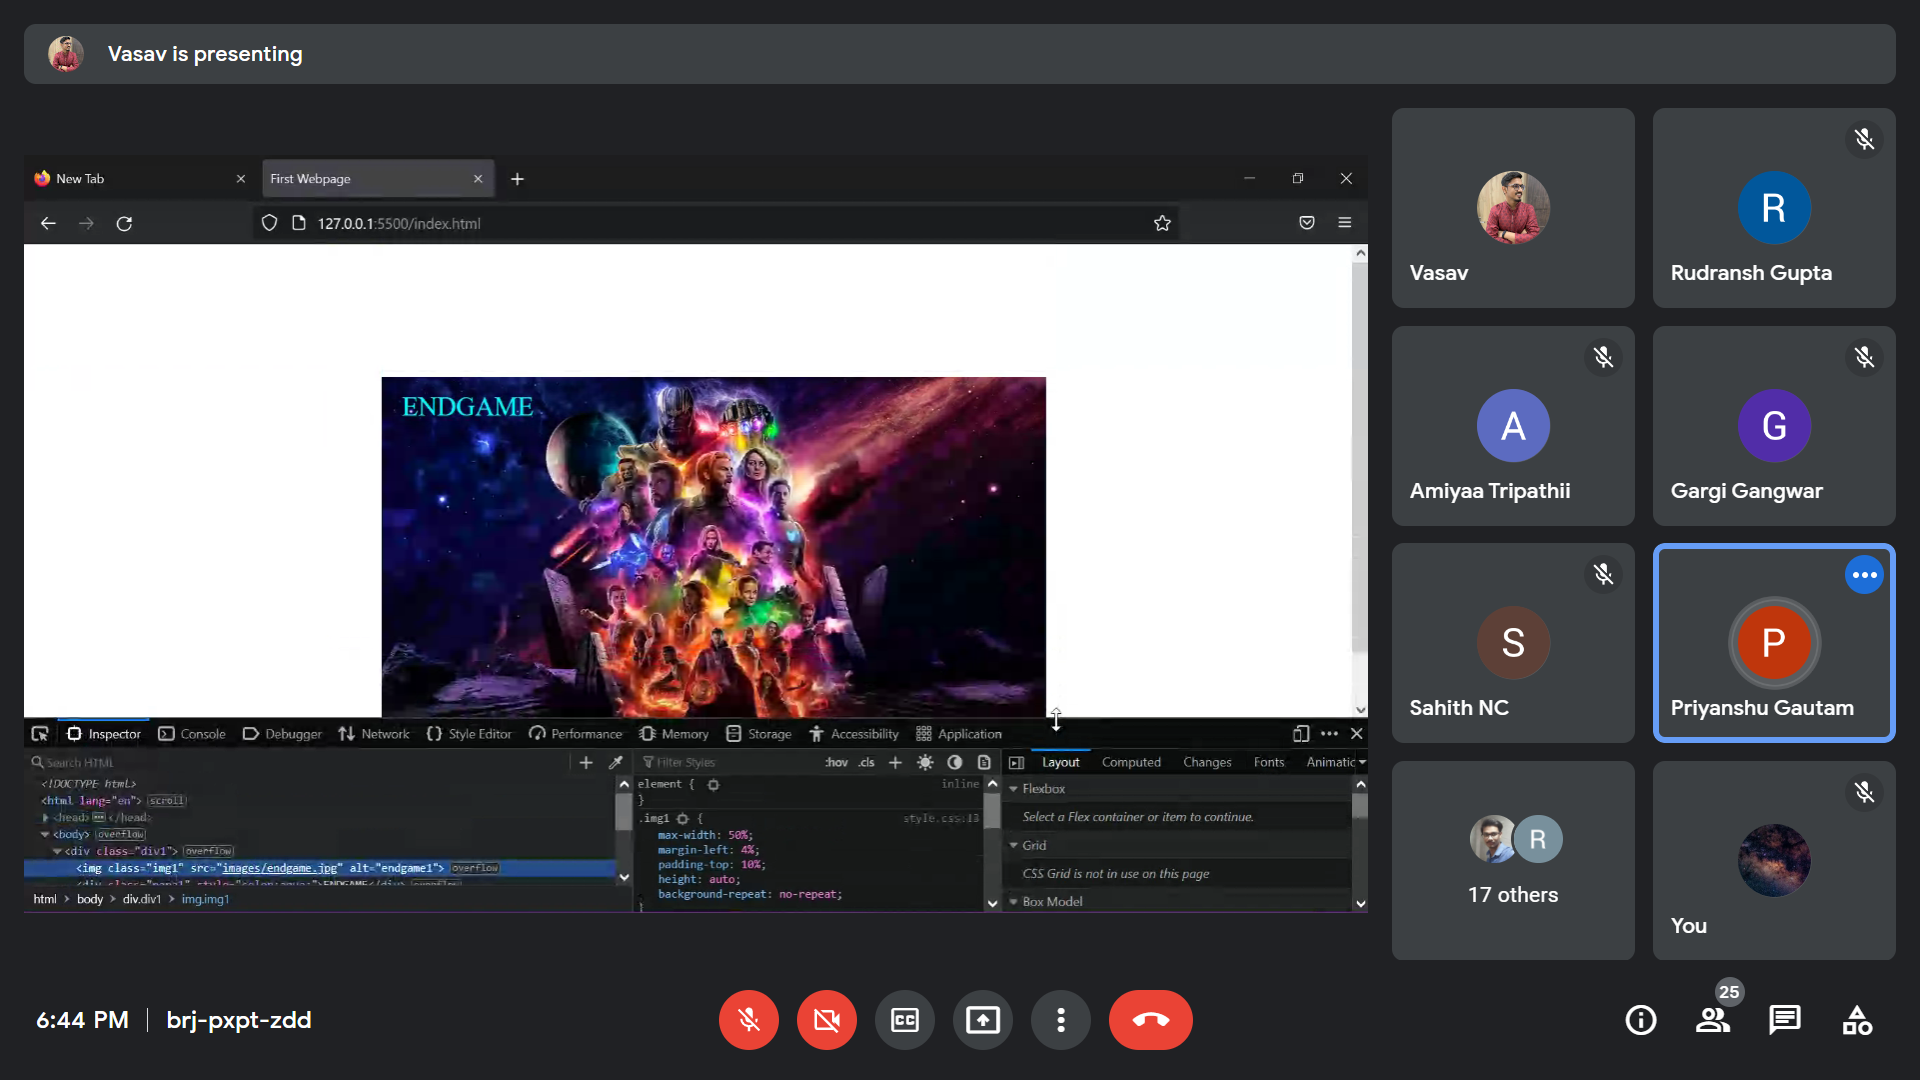 Vasav is presenting
New Tab
First Webpage
127.0.0.1:5500/index.html
ENDGAME
Inspector Console Debugger Network Style Editor Performance Memory Storage Accessibility Application
Search HTML
<!DOCTYPE html>
<html lang="en"> scroll
<head> </head>
<body> overflow
<div class="div1"> overflow
<img class="img1" src="images/endgame.jpg" alt="endgame1"> overflow
html > body > div.div1 > img.img1
Filter Styles :hov .cls
element { inline
}
.img1 { style.css:13
max-width: 50%;
margin-left: 4%;
padding-top: 10%;
height: auto;
background-repeat: no-repeat;
Layout Computed Changes Fonts Animatic
Flexbox
Select a Flex container or item to continue.
Grid
CSS Grid is not in use on this page
Box Model
Vasav
R
Rudransh Gupta
A
Amiyaa Tripathii
G
Gargi Gangwar
S
Sahith NC
P
Priyanshu Gautam
R
17 others
You
6:44 PM | brj-pxpt-zdd
CC
25